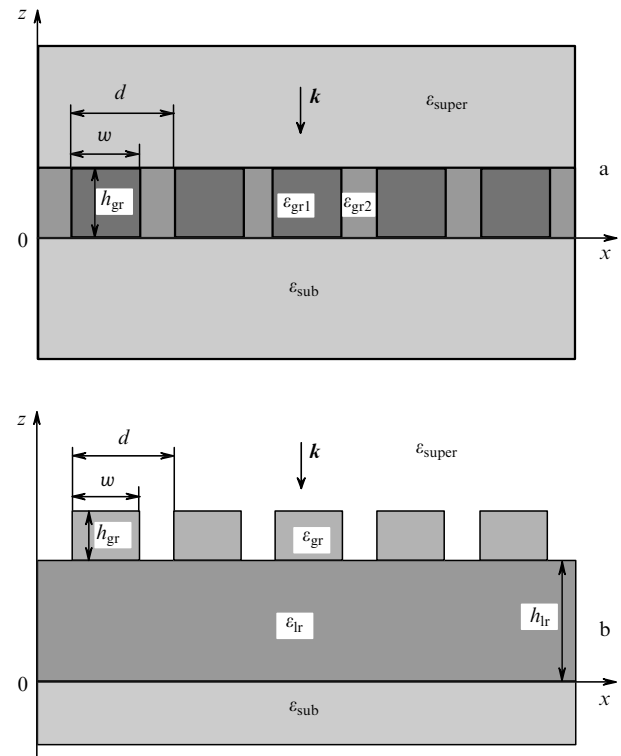 z
d
k
ε_super
w
a
h_gr
ε_gr1
ε_gr2
0
x
ε_sub
z
d
k
ε_super
w
h_gr
ε_gr
ε_lr
h_lr
b
0
x
ε_sub